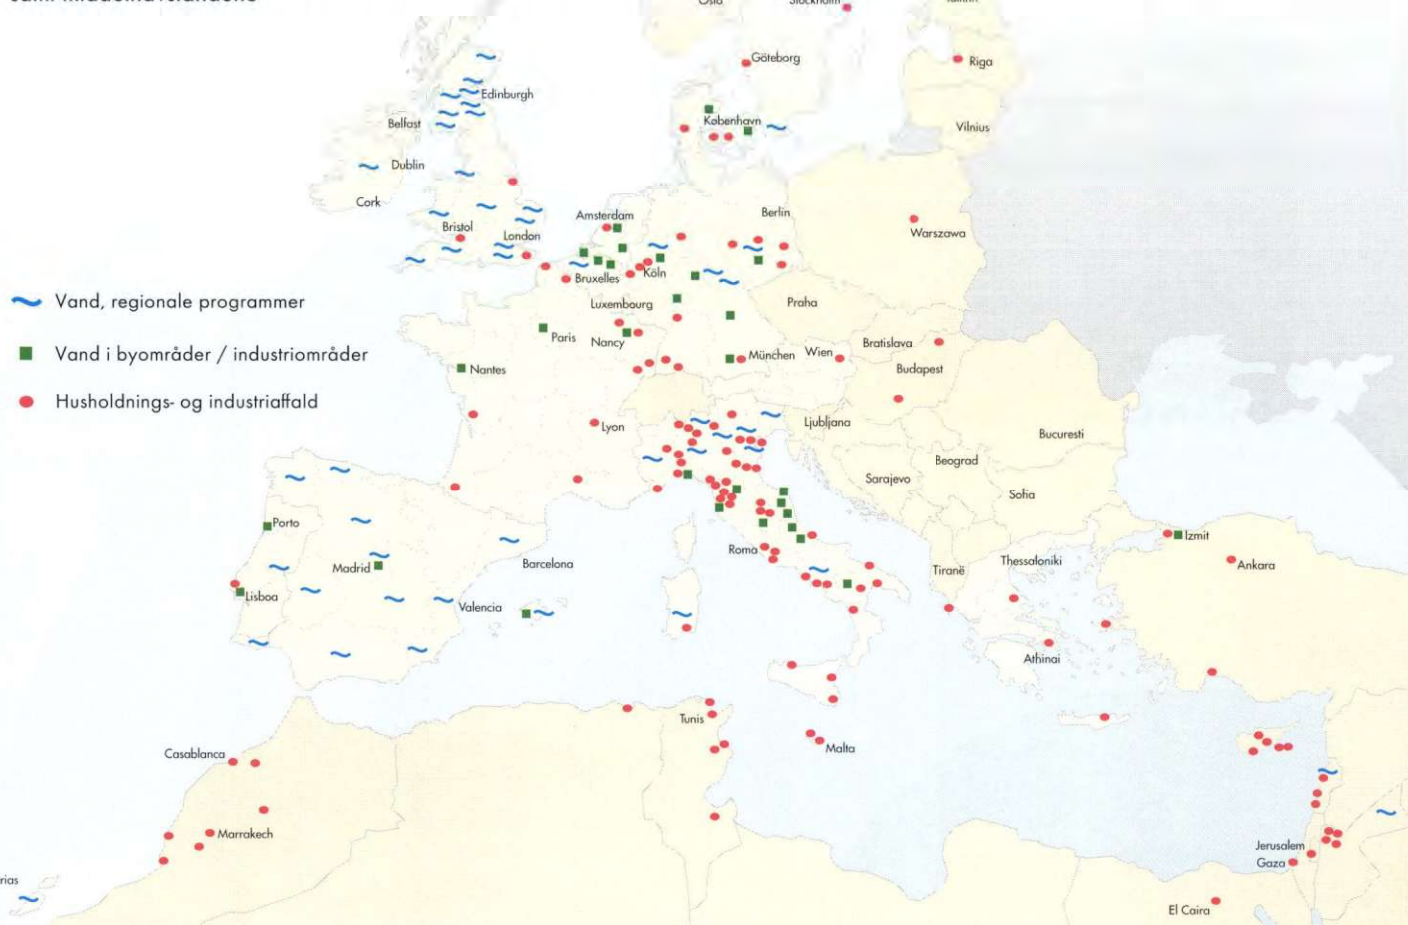 Stockholm
Göteborg
Riga
København
Vilnius
Edinburgh
Belfast
Dublin
Cork
Bristol
London
Amsterdam
Berlin
Warszawa
Bruxelles
Köln
Luxembourg
Praha
Paris
Nancy
München
Wien
Bratislava
Budapest
Vand, regionale programmer
Vand i byområder / industriområder
Husholdnings- og industriaffald
Nantes
Lyon
Ljubljana
Bucuresti
Beograd
Sarajevo
Sofia
Porto
Madrid
Barcelona
Roma
Tiranë
Thessaloniki
Izmit
Ankara
Lisboa
Valencia
Athinai
Tunis
Malta
Casablanca
Marrakech
Jerusalem
Gaza
El Caira
rias